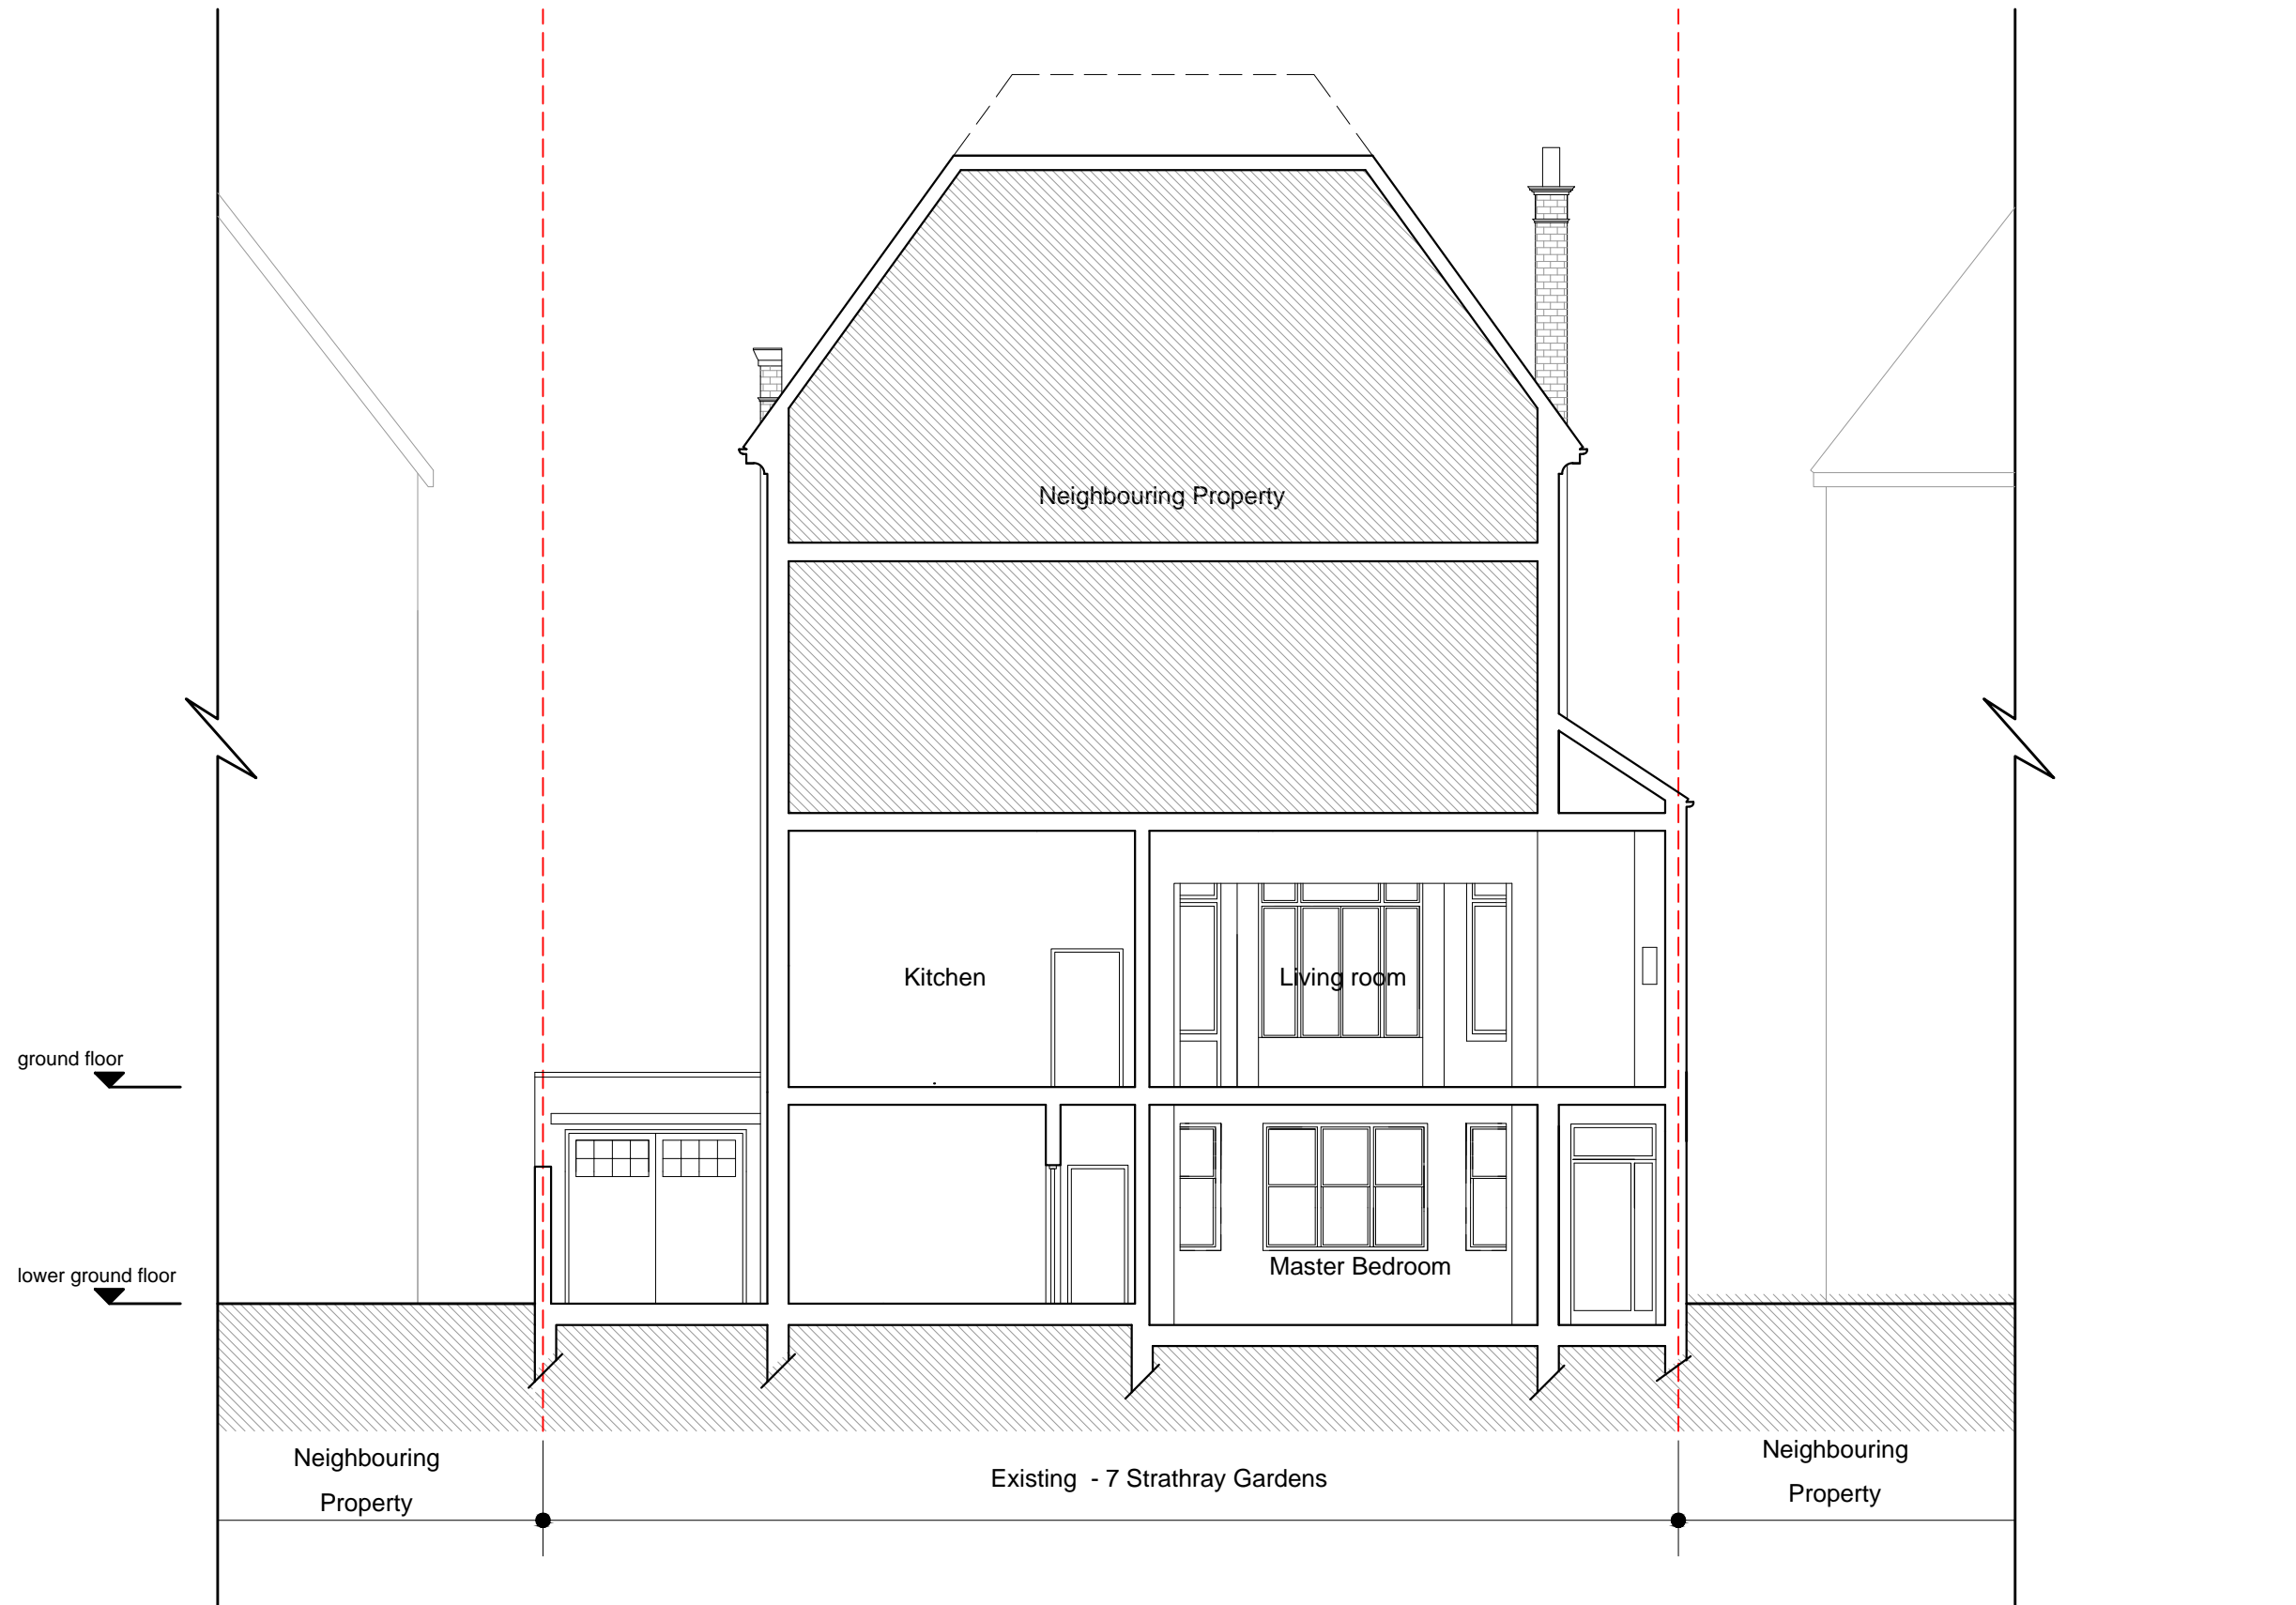 Neighbouring Property
Kitchen
Living room
ground floor
lower ground floor
Master Bedroom
Neighbouring
Property
Existing - 7 Strathray Gardens
Neighbouring
Property